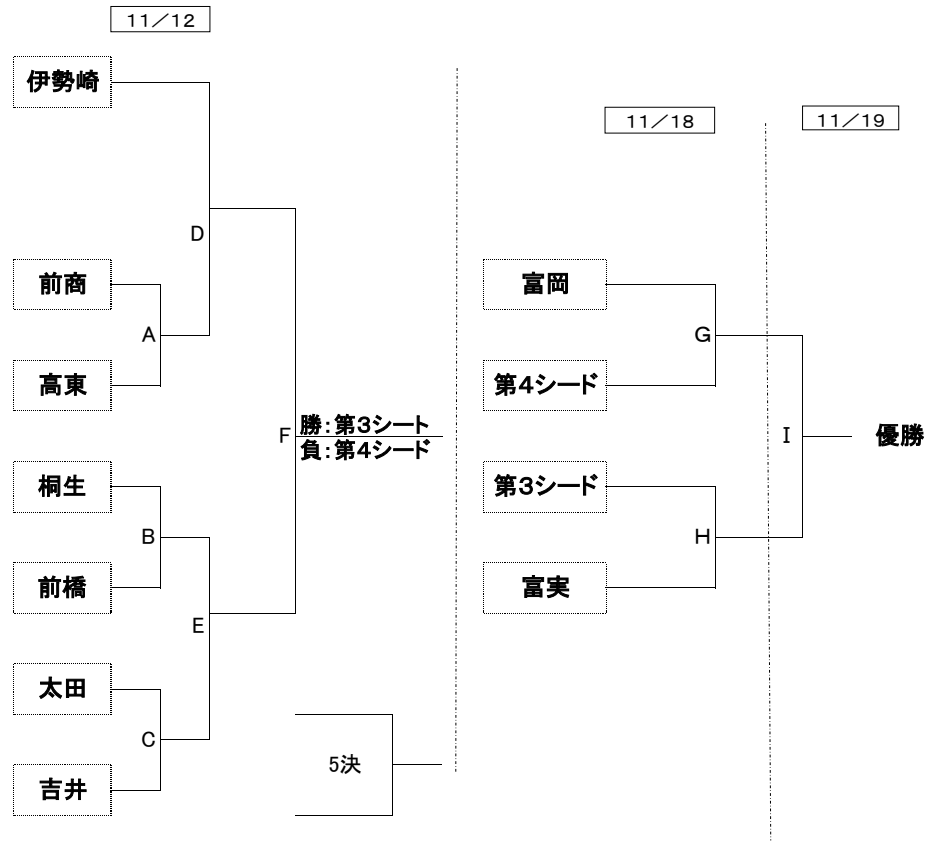 11／12
伊勢崎
D
前商
A
高東
F
勝：第3シート
負：第4シード
桐生
B
前橋
E
太田
C
吉井
5決
11／18
11／19
富岡
G
第4シード
I
優勝
第3シード
H
富実